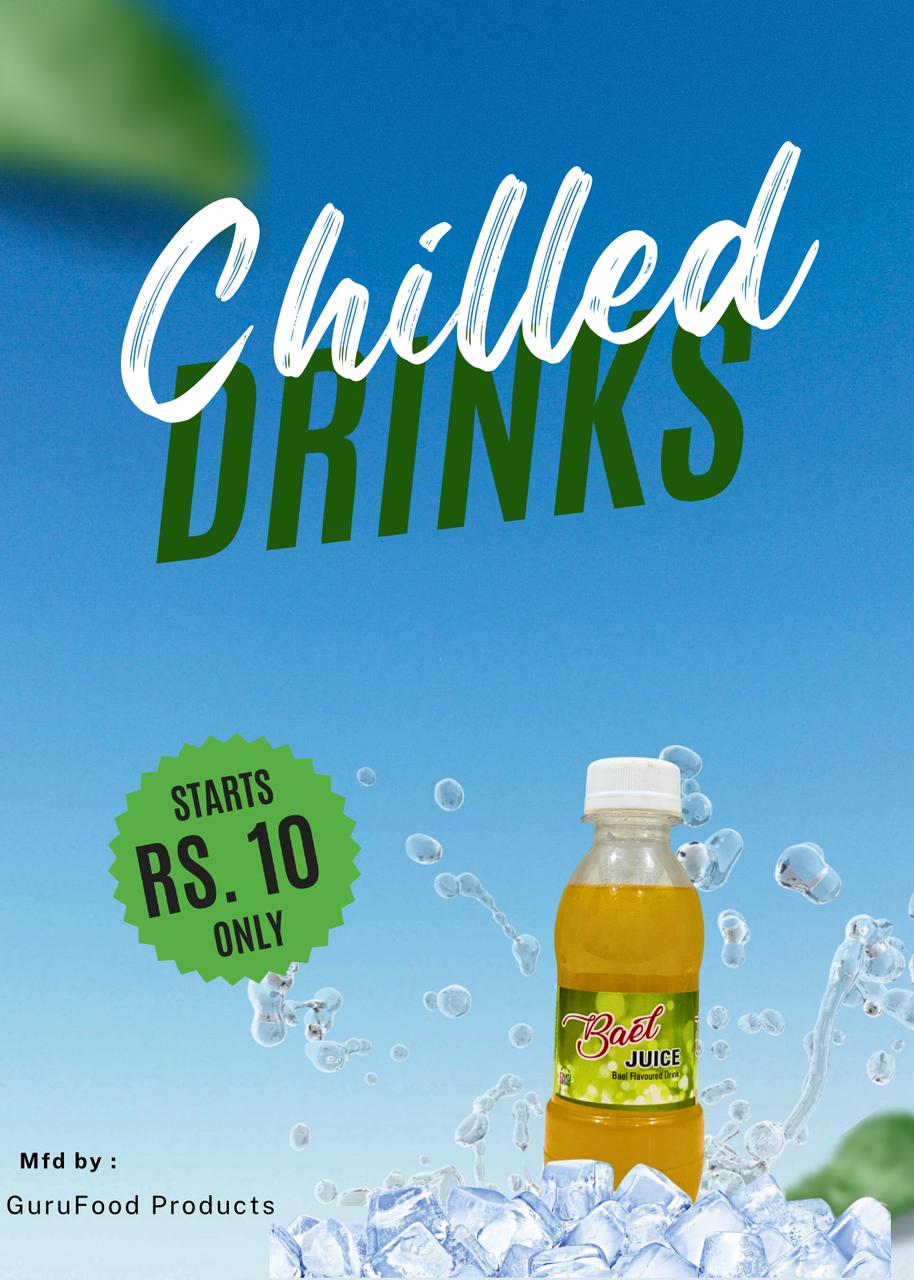 Chilled
DRINKS
STARTS
RS. 10
ONLY
Bael
JUICE
Bael Flavoured Drink
Mfd by :
GuruFood Products